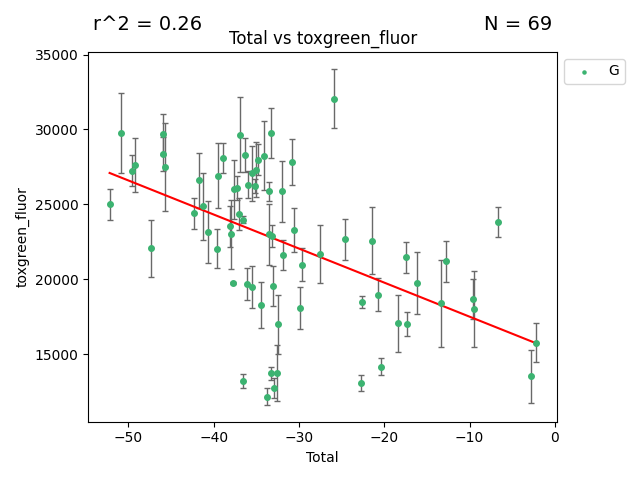 r^2 = 0.26
N = 69
Total vs toxgreen_fluor
G
toxgreen_fluor
35000
30000
25000
20000
15000
−50
−40
−30
−20
−10
0
Total